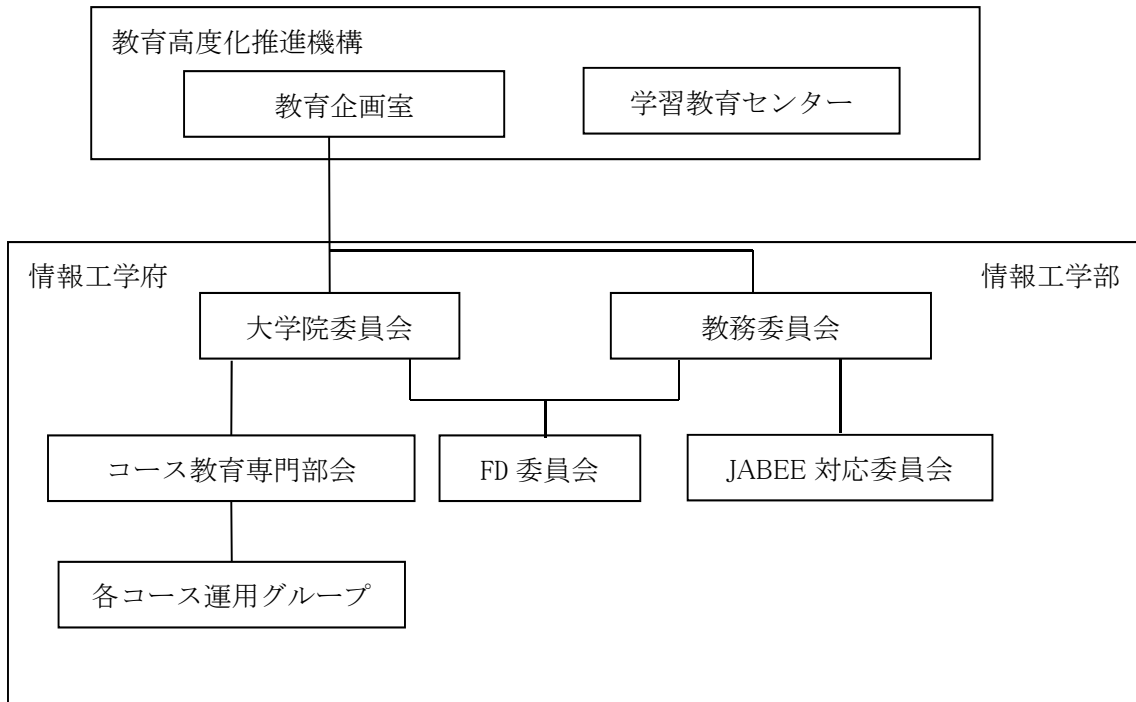 教育高度化推進機構
教育企画室
学習教育センター
情報工学府
情報工学部
大学院委員会
教務委員会
コース教育専門部会
FD 委員会
JABEE 対応委員会
各コース運用グループ